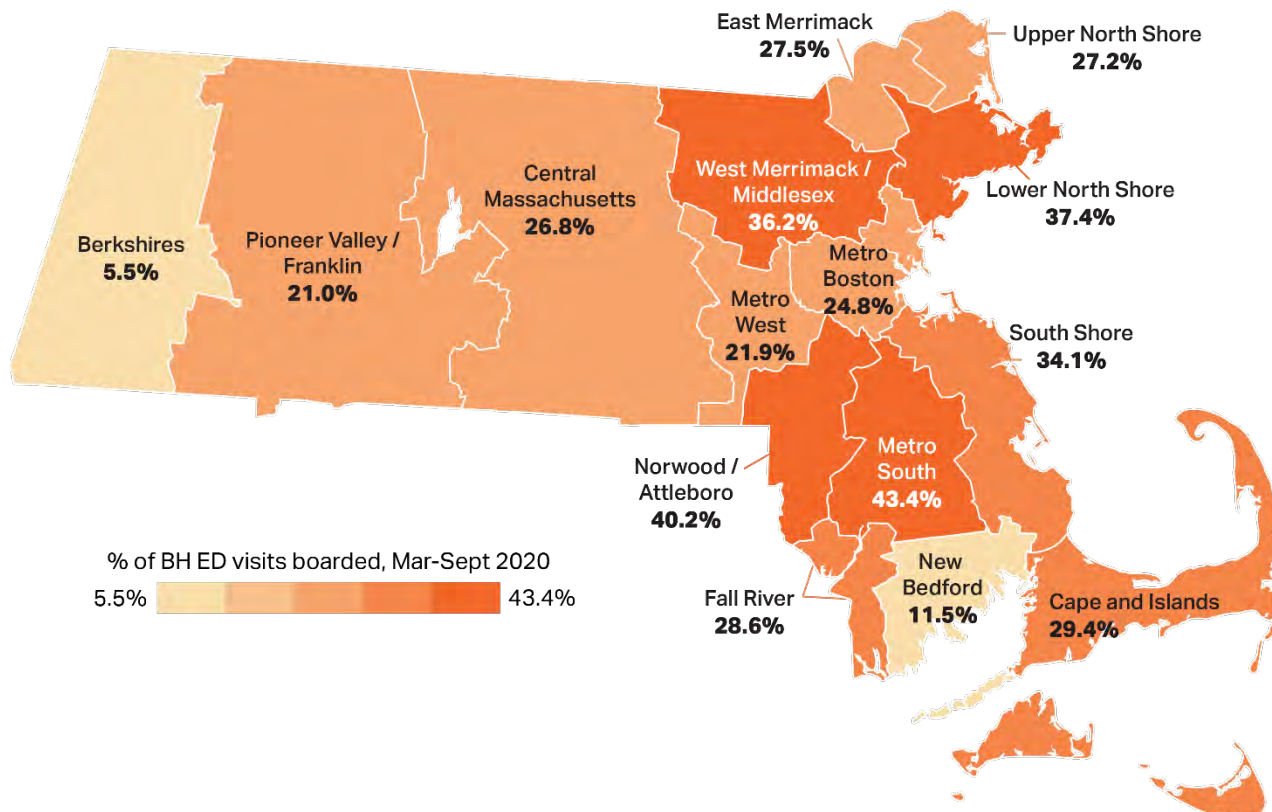 East Merrimack
27.5%
Upper North Shore
27.2%
West Merrimack /
Middlesex
36.2%
Lower North Shore
37.4%
Central
Massachusetts
26.8%
Berkshires
5.5%
Pioneer Valley /
Franklin
21.0%
Metro
Boston
24.8%
Metro
West
21.9%
South Shore
34.1%
Norwood /
Attleboro
40.2%
Metro
South
43.4%
% of BH ED visits boarded, Mar-Sept 2020
5.5%
43.4%
Fall River
28.6%
New
Bedford
11.5%
Cape and Islands
29.4%